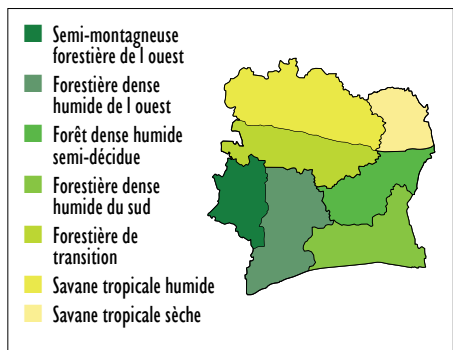 Semi-montagneuse
forestière de l ouest
Forestière dense
humide de l ouest
Forêt dense humide
semi-décidue
Forestière dense
humide du sud
Forestière de
transition
Savane tropicale humide
Savane tropicale sèche